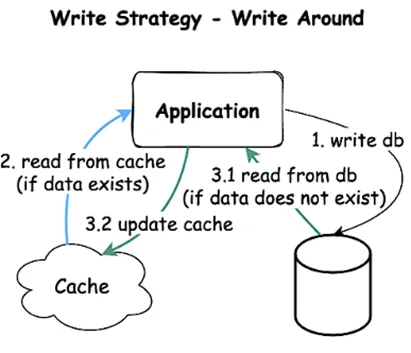 Write Strategy - Write Around
Application
1. write db
2. read from cache
(if data exists)
3.1 read from db
(if data does not exist)
3.2 update cache
Cache